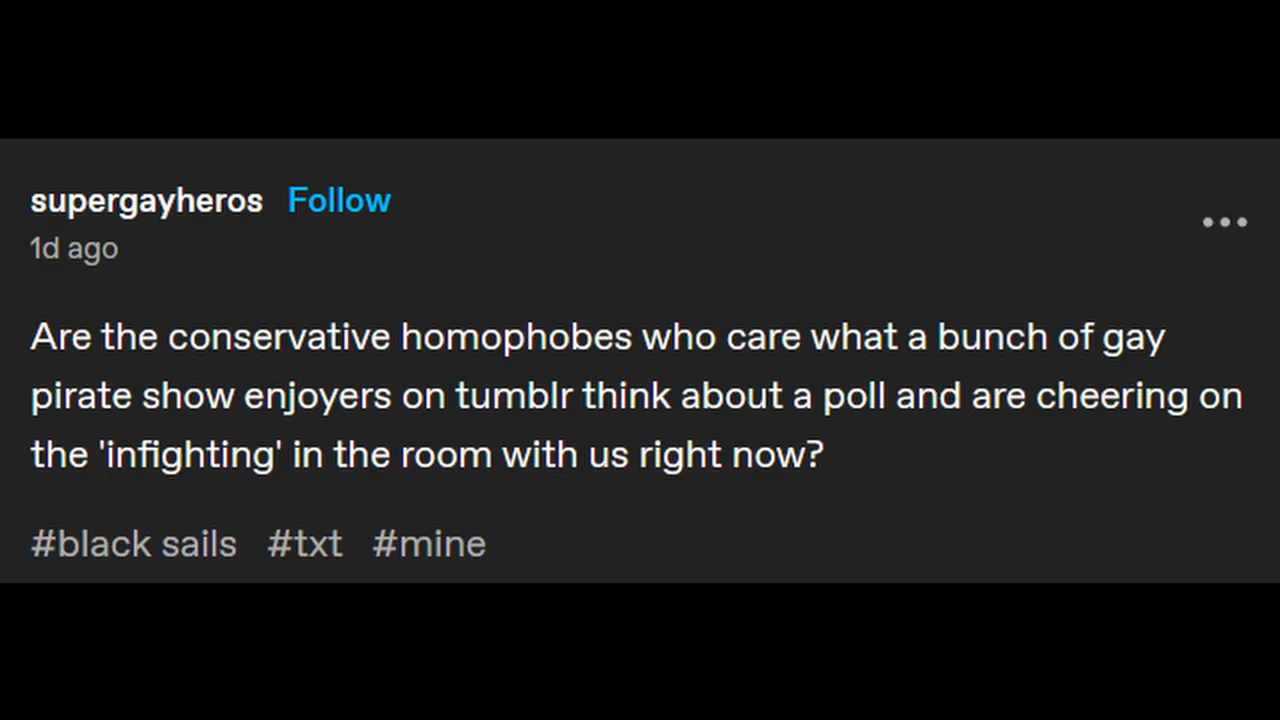 supergayheros Follow
1d ago
Are the conservative homophobes who care what a bunch of gay
pirate show enjoyers on tumblr think about a poll and are cheering on
the 'infighting' in the room with us right now?
#black sails #txt #mine